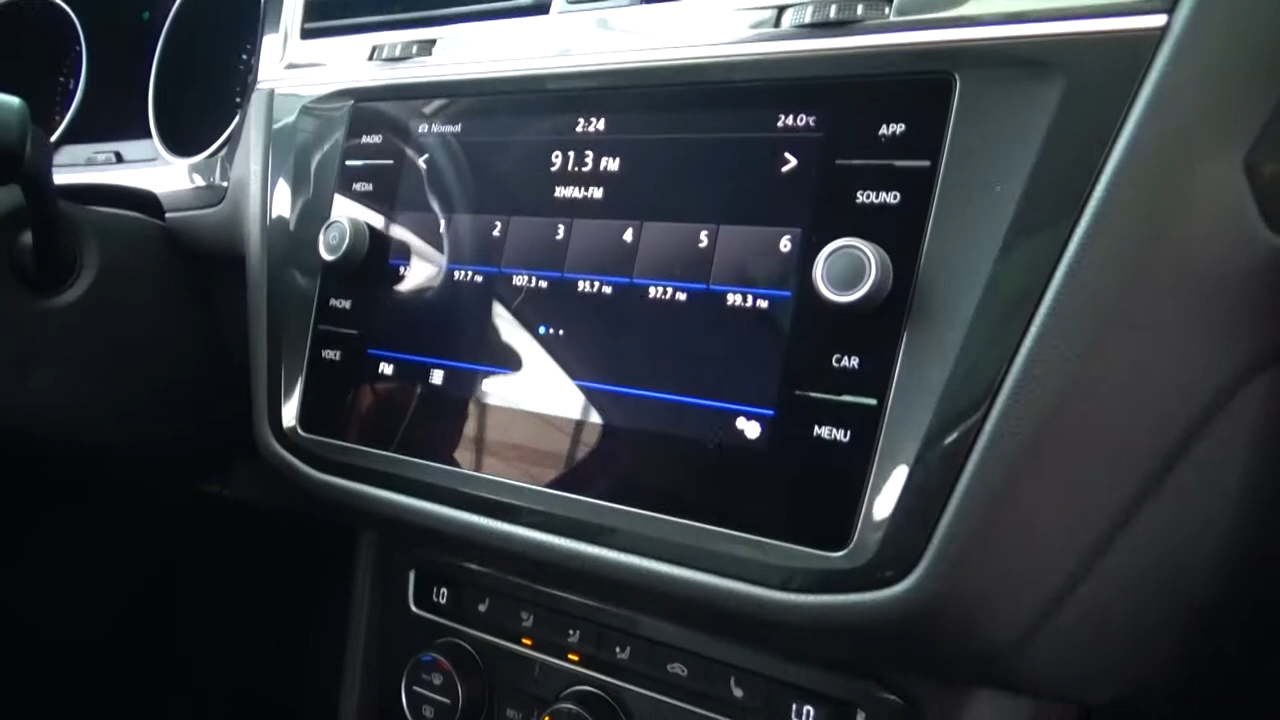 RADIO
Normal
2:24
24.0℃
APP
91.3 FM
MEDIA
XHFAJ-FM
SOUND
1
2
3
4
5
6
97.7 FM
107.3 FM
95.7 FM
97.7 FM
99.3 FM
PHONE
VOICE
FM
CAR
MENU
LO
LO
REST